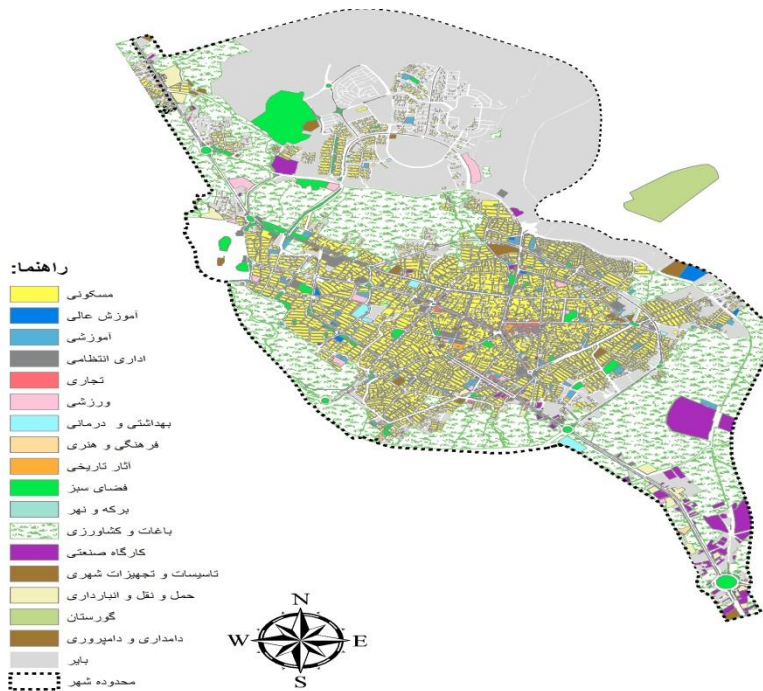 راهنما:
مسکونی
آموزش عالی
آموزشی
اداری انتظامی
تجاری
ورزشی
بهداشتی و درمانی
فرهنگی و هنری
آثار تاریخی
فضای سبز
برکه و نهر
باغات و کشاورزی
کارگاه صنعتی
تاسیسات و تجهیزات شهری
حمل و نقل و انبارداری
گورستان
دامداری و دامپروری
بایر
محدوده شهر
N
W E
S